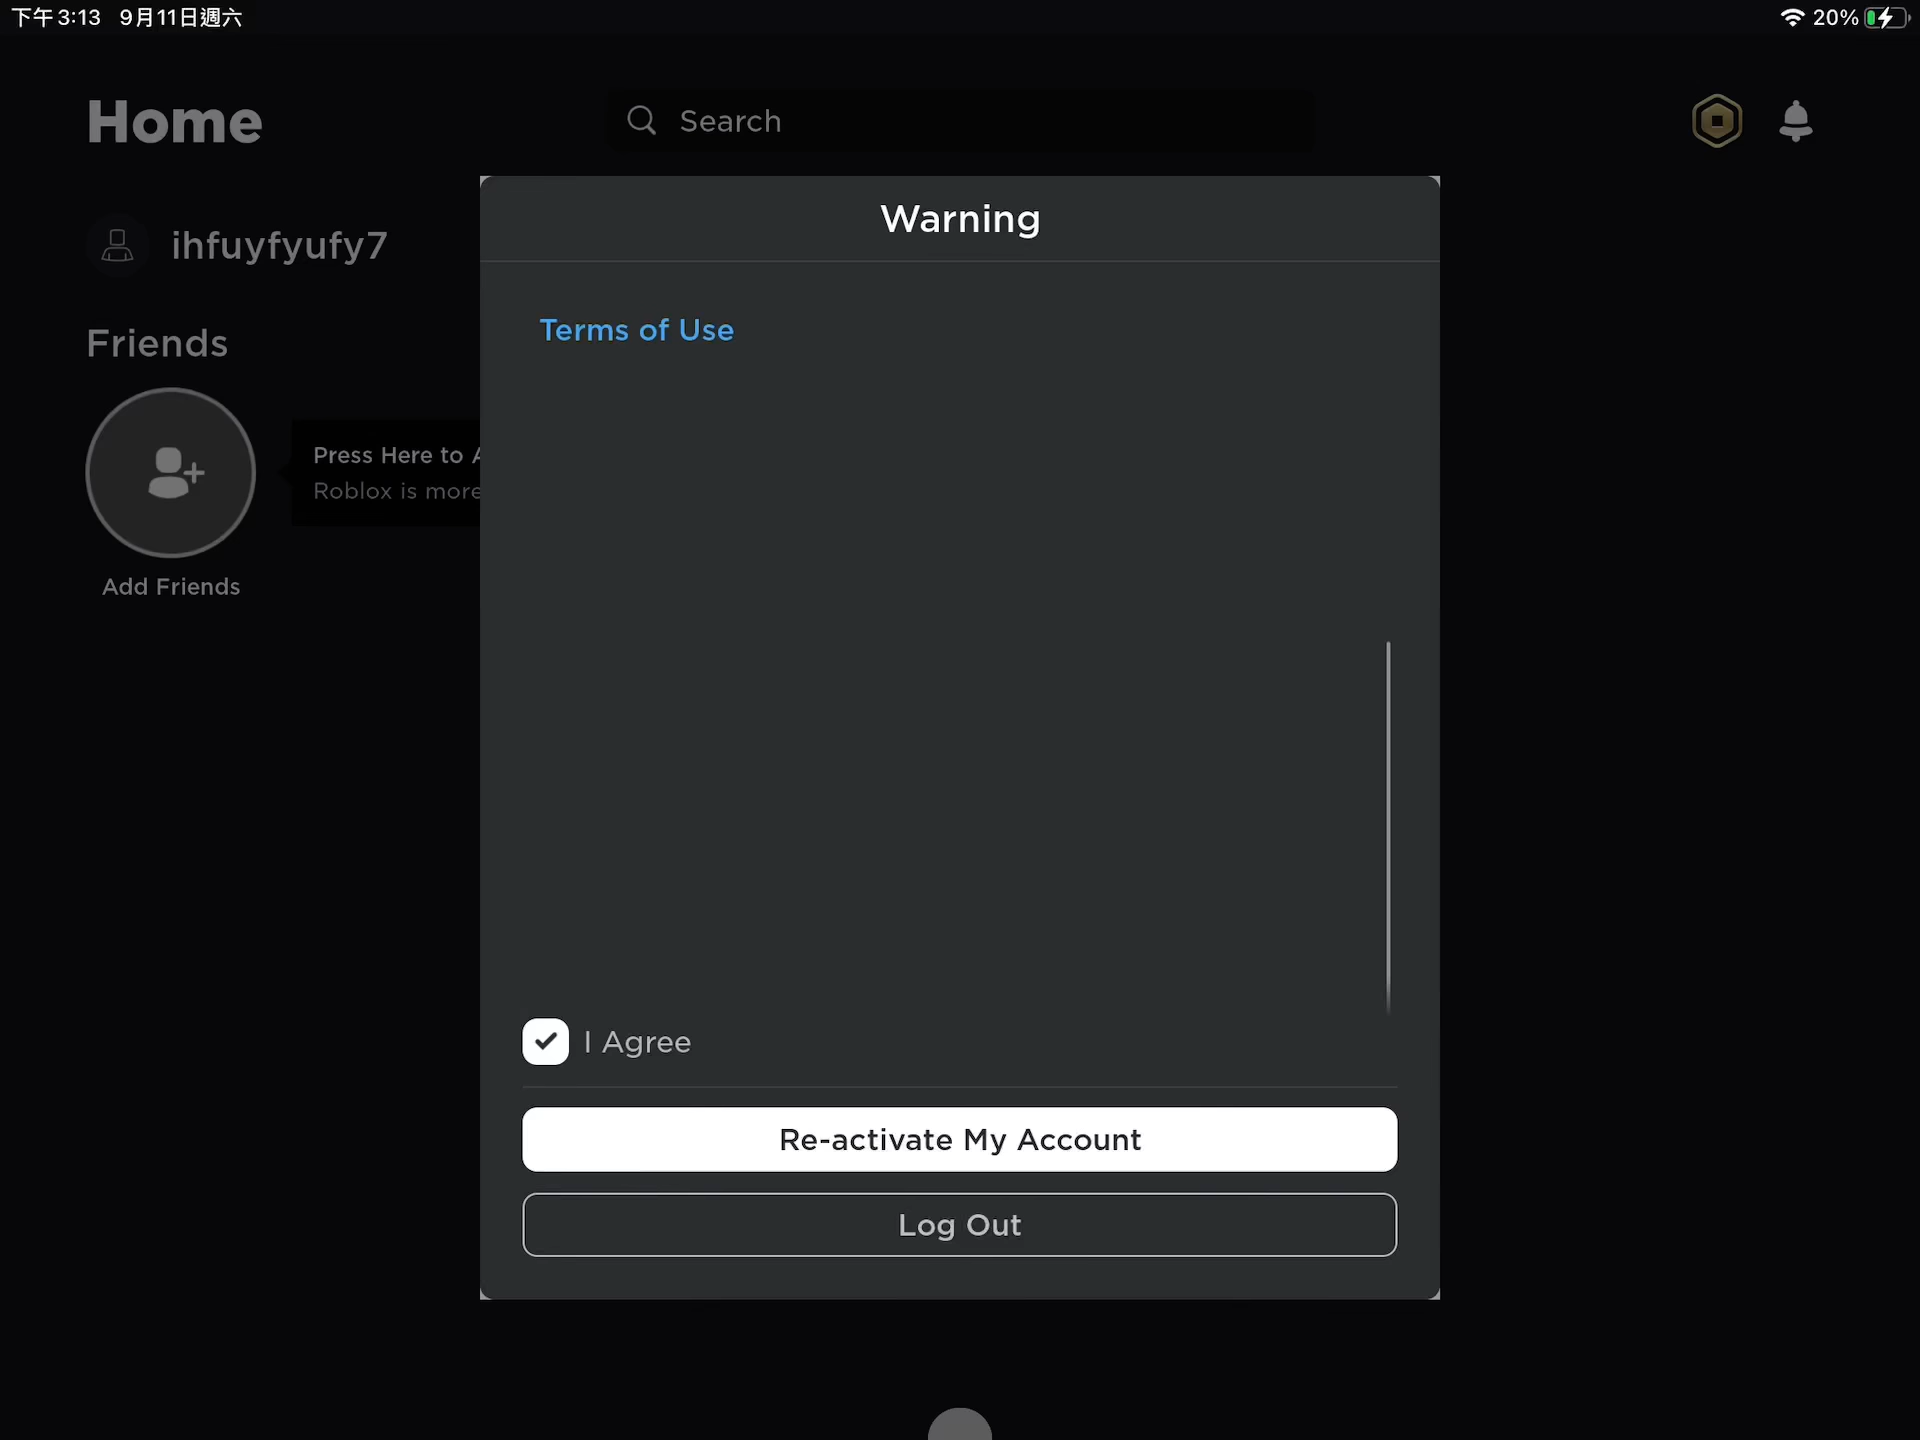 下午3:13 9月11日週六
20%
Home
Search
ihfuyfyufy7
Friends
Press Here to A
Roblox is more
Add Friends
Warning
Terms of Use
I Agree
Re-activate My Account
Log Out